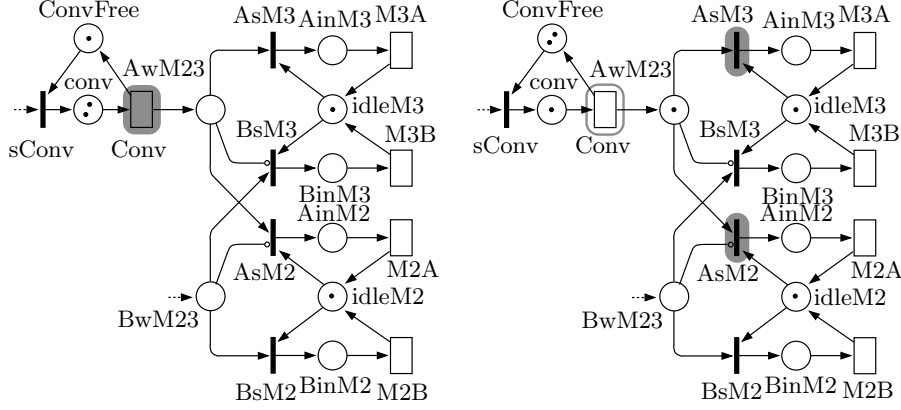 ConvFree
AsM3
AinM3
M3A
AwM23
conv
idleM3
BsM3
M3B
sConv
Conv
BinM3
AinM2
AsM2
M2A
idleM2
BwM23
BsM2
BinM2
M2B
ConvFree
AsM3
AinM3
M3A
AwM23
conv
idleM3
BsM3
M3B
sConv
Conv
BinM3
AinM2
AsM2
M2A
idleM2
BwM23
BsM2
BinM2
M2B